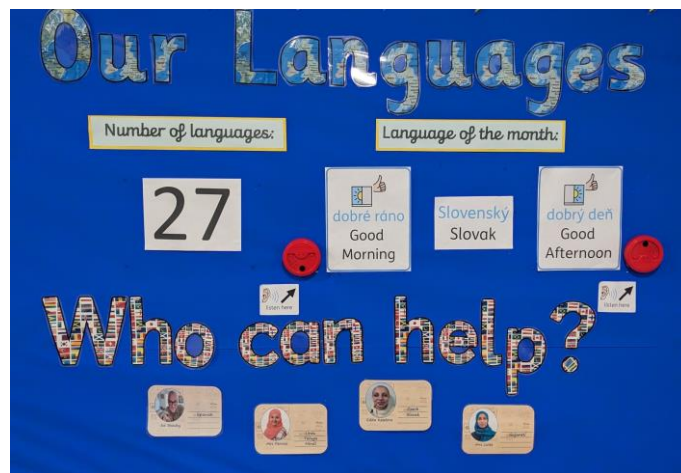 Our Languages
Number of languages:
Language of the month:
27
dobré ráno
Good
Morning
Slovenský
Slovak
dobrý deň
Good
Afternoon
listen here
listen here
Who can help?